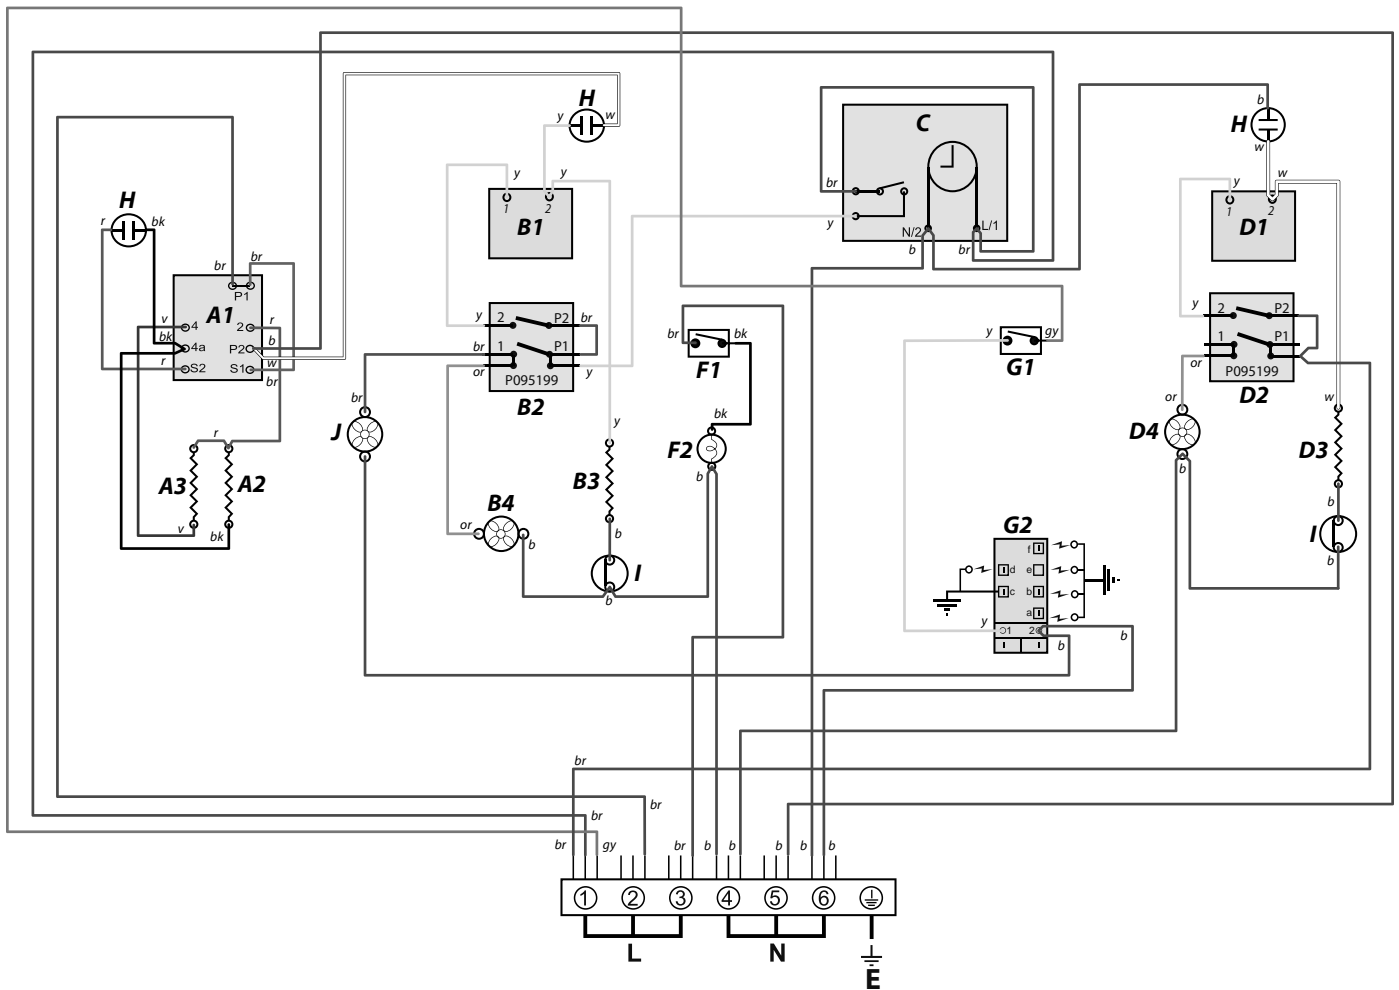 H
y
w
y
y
1
2
B1
br
C
N/2
L/1
y
b
br
b
H
w
w
y
1
2
D1
H
r
bk
br
br
P1
A1
v
4
2
r
bk
4a
P2
b
w
r
S2
S1
br
r
A3
A2
v
bk
y
2
P2
br
br
1
P1
or
y
P095199
B2
br
J
br
bk
F1
bk
F2
b
y
gy
G1
y
2
P2
1
P1
or
P095199
D2
or
D4
b
w
D3
b
I
b
y
B3
b
B4
or
b
I
b
G2
f
d
e
c
b
a
y
1
2
b
b
br
br
br
br
gy
br
b
b
b
b
b
1
2
3
4
5
6
L
N
E